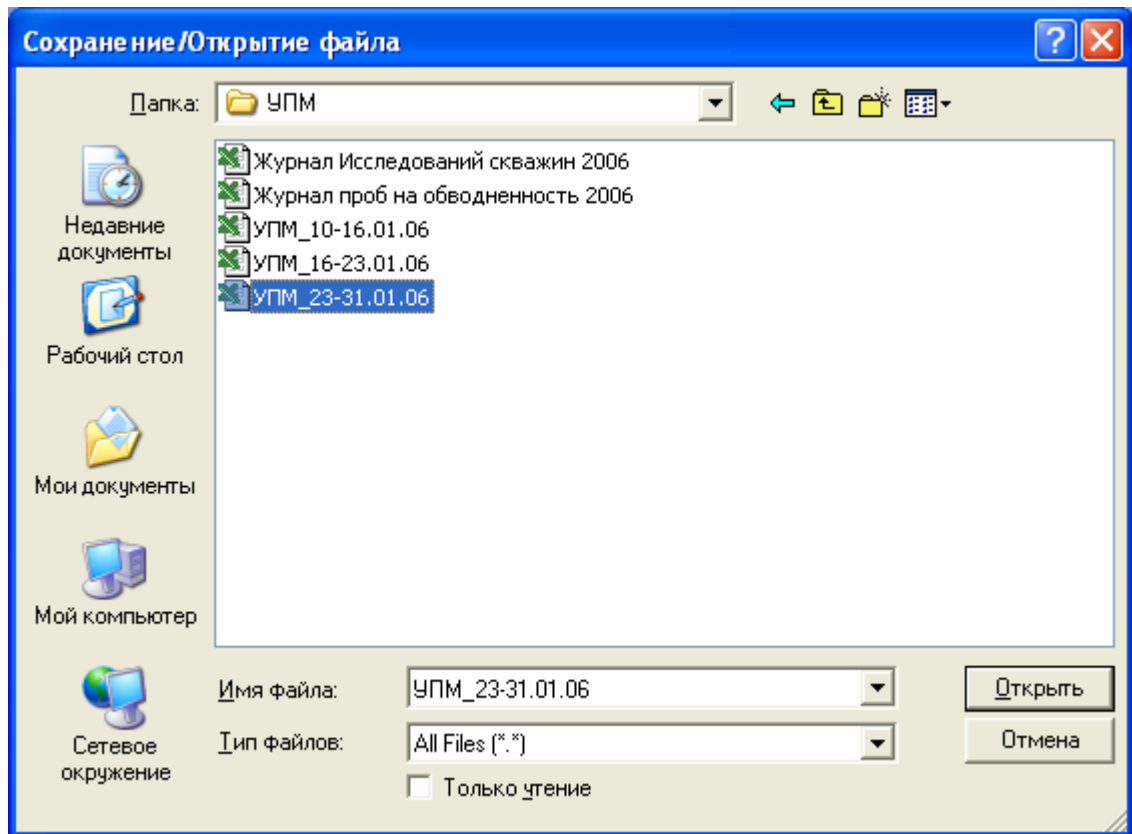 Сохранение/Открытие файла
Папка: УПМ
Недавние
документы
Рабочий стол
Мои документы
Мой компьютер
Сетевое
окружение
Журнал Исследований скважин 2006
Журнал проб на обводненность 2006
УПМ_10-16.01.06
УПМ_16-23.01.06
УПМ_23-31.01.06
Имя файла: УПМ_23-31.01.06 Открыть
Тип файлов: All Files (*.*) Отмена
Только чтение